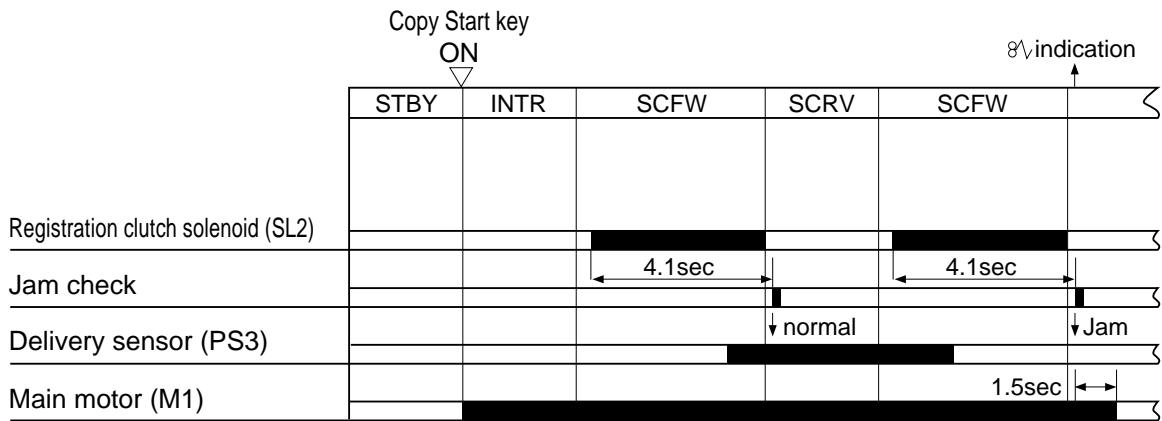 Copy Start key
ON
indication
STBY INTR SCFW SCRV SCFW
Registration clutch solenoid (SL2)
4.1sec 4.1sec
Jam check
normal Jam
Delivery sensor (PS3)
1.5sec
Main motor (M1)